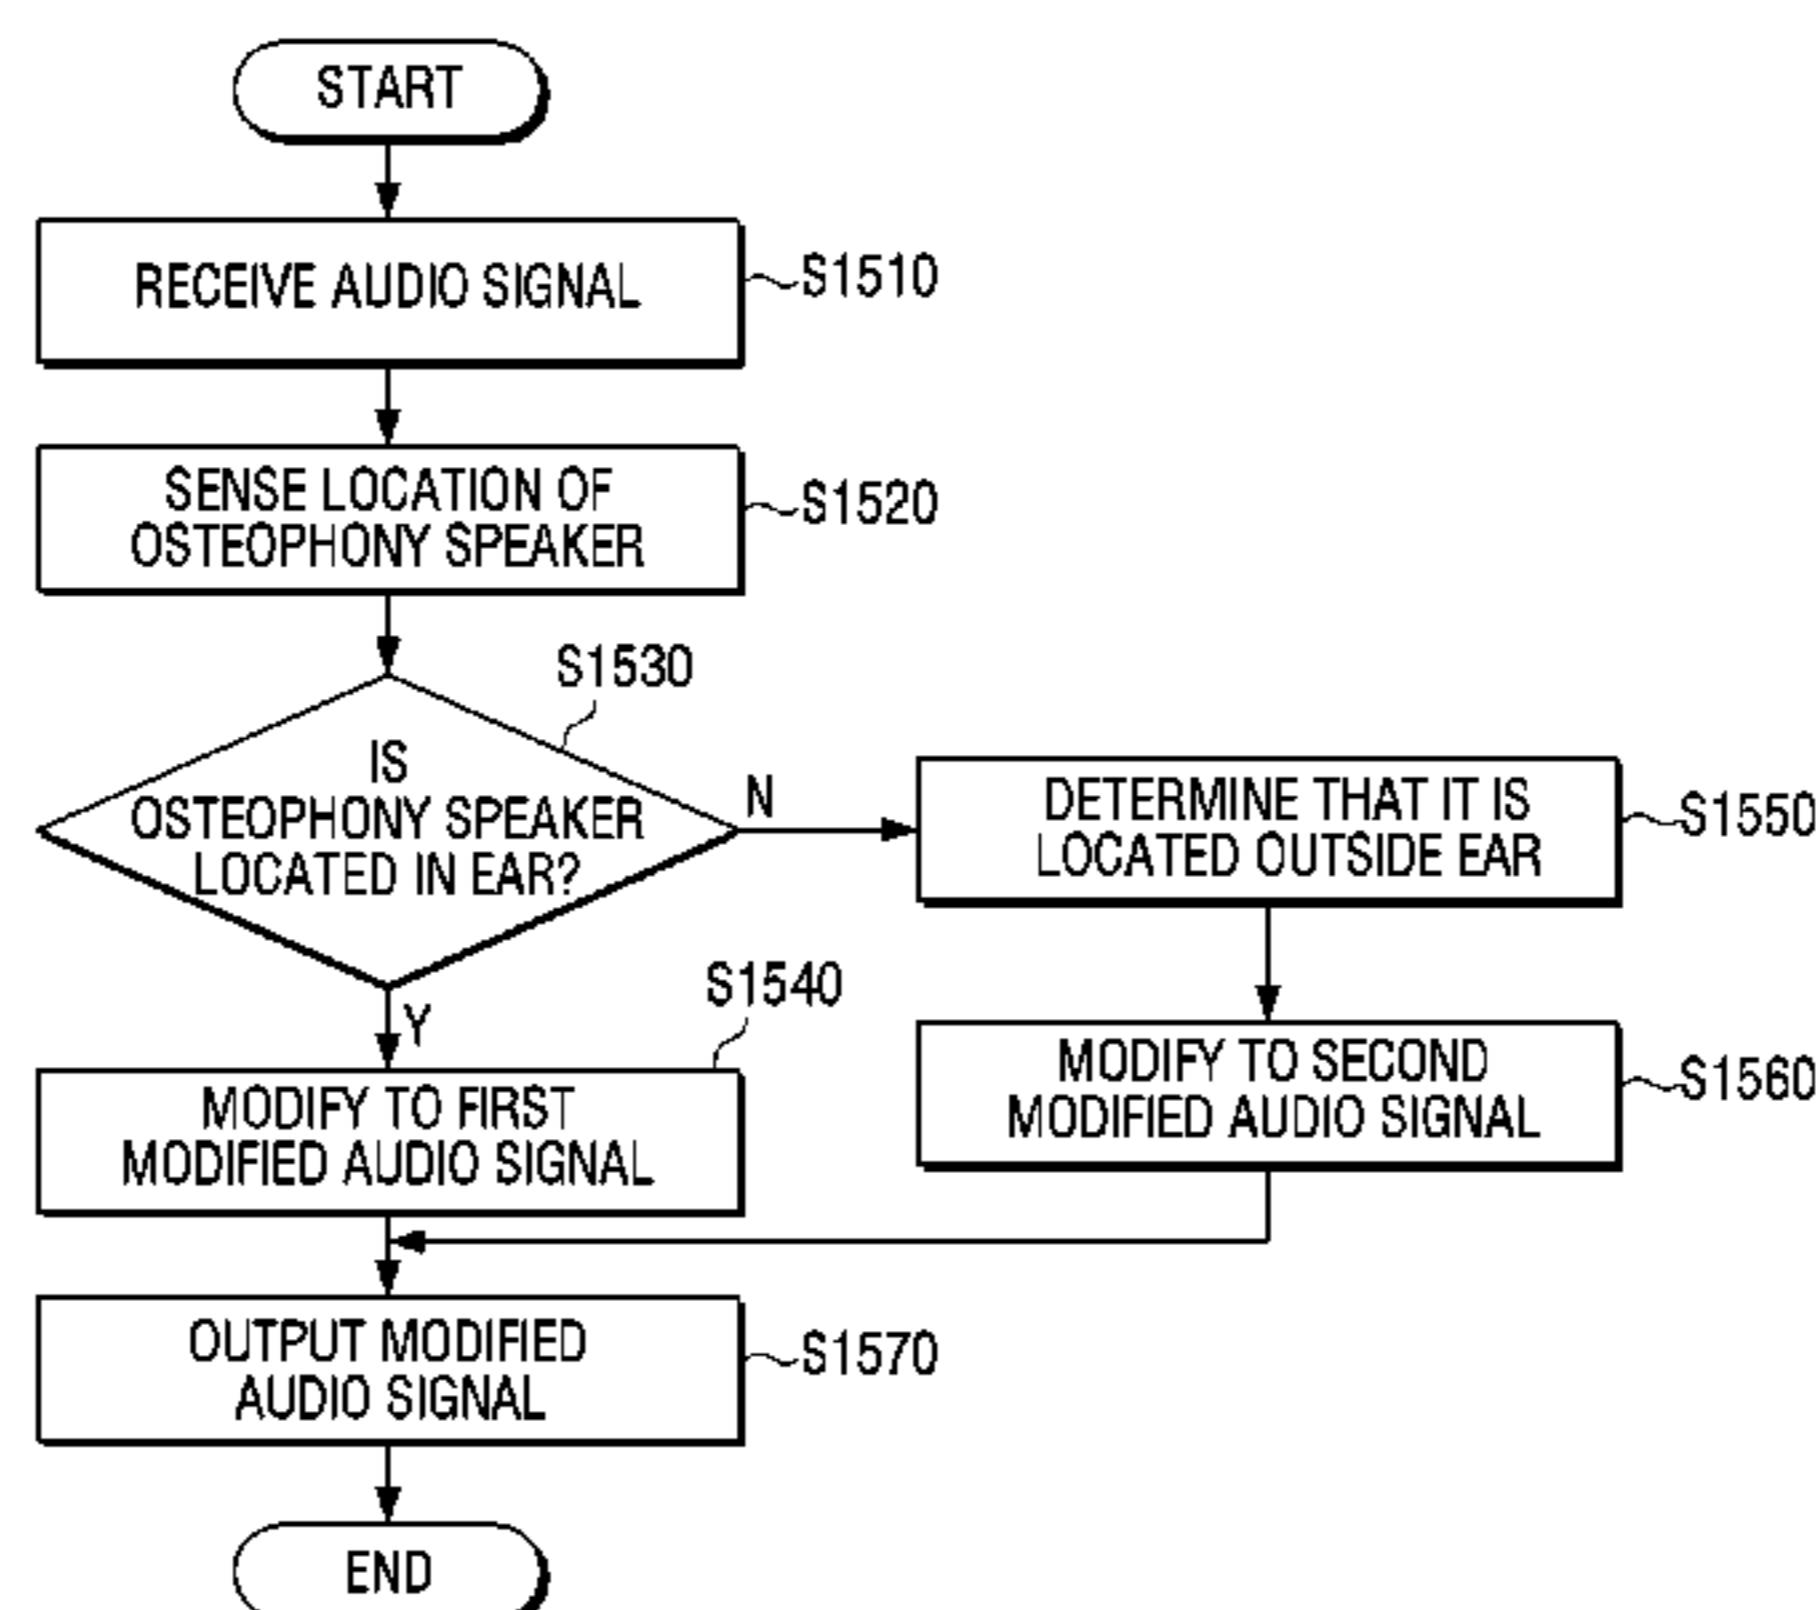 START
RECEIVE AUDIO SIGNAL
S1510
SENSE LOCATION OF
OSTEOPHONY SPEAKER
S1520
S1530
IS
OSTEOPHONY SPEAKER
LOCATED IN EAR?
N
DETERMINE THAT IT IS
LOCATED OUTSIDE EAR
S1550
Y
S1540
MODIFY TO FIRST
MODIFIED AUDIO SIGNAL
MODIFY TO SECOND
MODIFIED AUDIO SIGNAL
S1560
OUTPUT MODIFIED
AUDIO SIGNAL
S1570
END